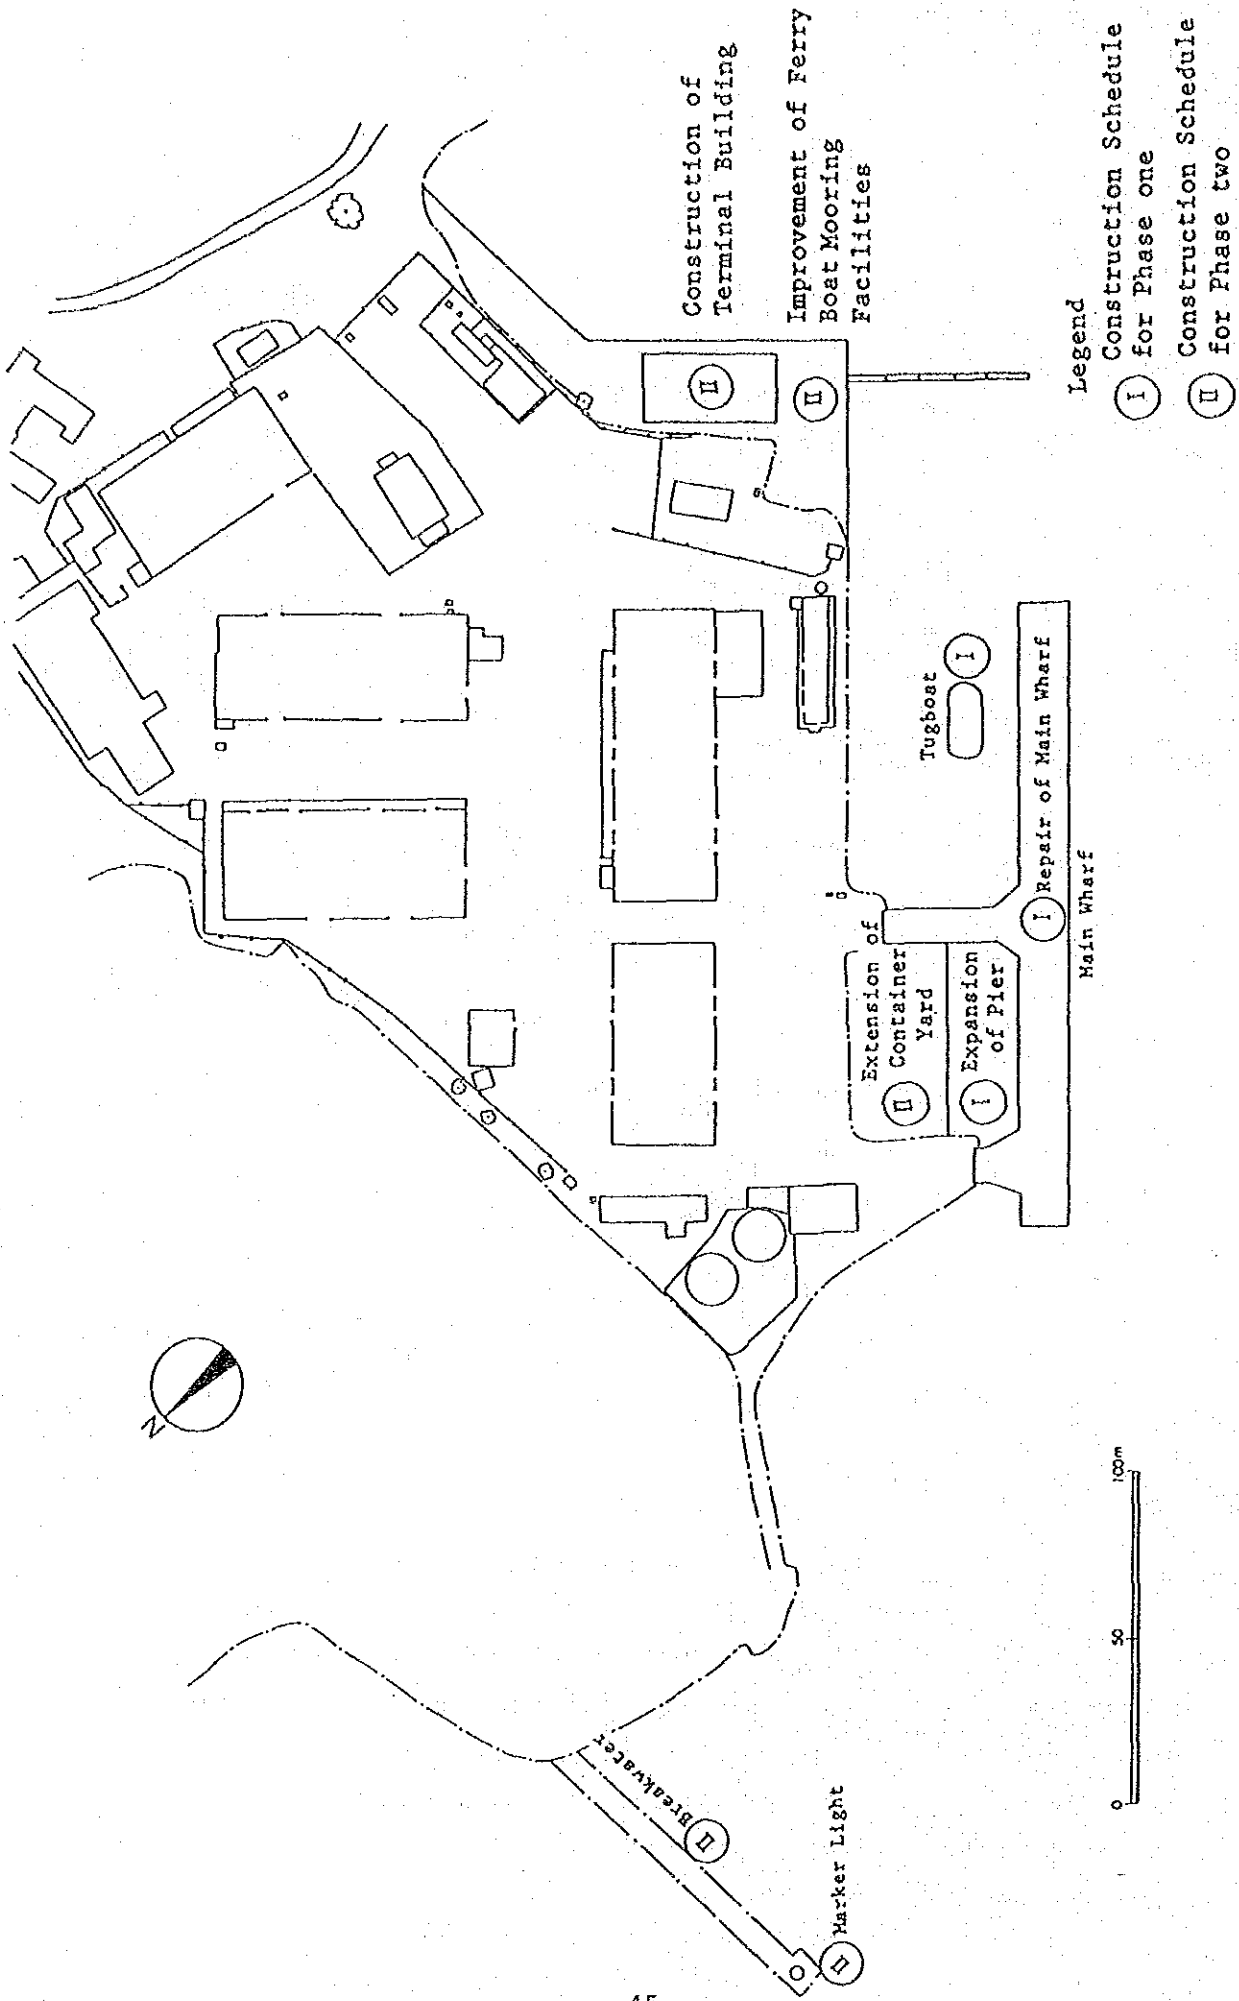 Construction of
Terminal Building
Improvement of Ferry
Boat Mooring
Facilities
II
II
N
Tugboat
I
Extension of
Container
Yard
II
Expansion
of Pier
I
I Repair of Main Wharf
Main Wharf
Breakwater
II
Marker Light
II
0 50 100m
Legend
I Construction Schedule
for Phase one
II Construction Schedule
for Phase two